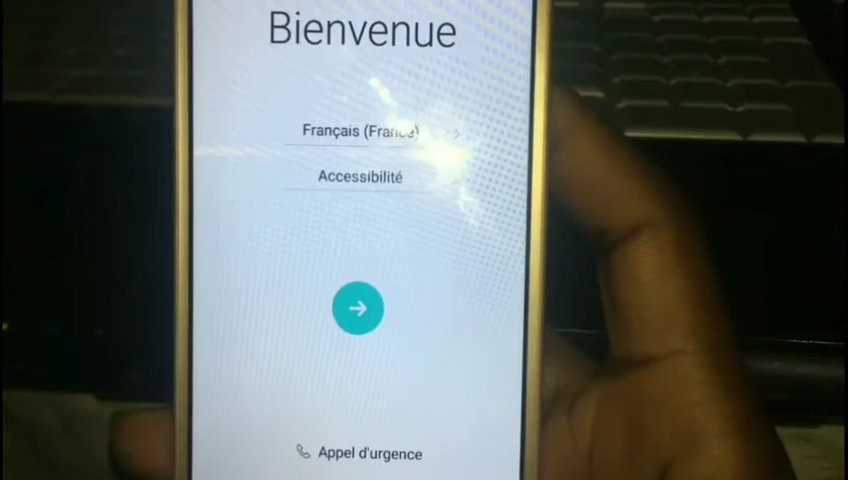 Bienvenue
Français (France)
Accessibilité
Appel d'urgence